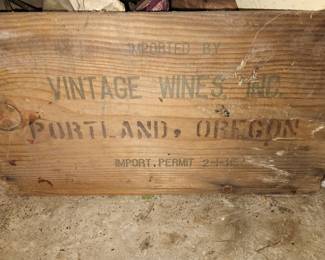 IMPORTED BY
VINTAGE WINES, INC.
PORTLAND, OREGON
IMPORT, PERMIT